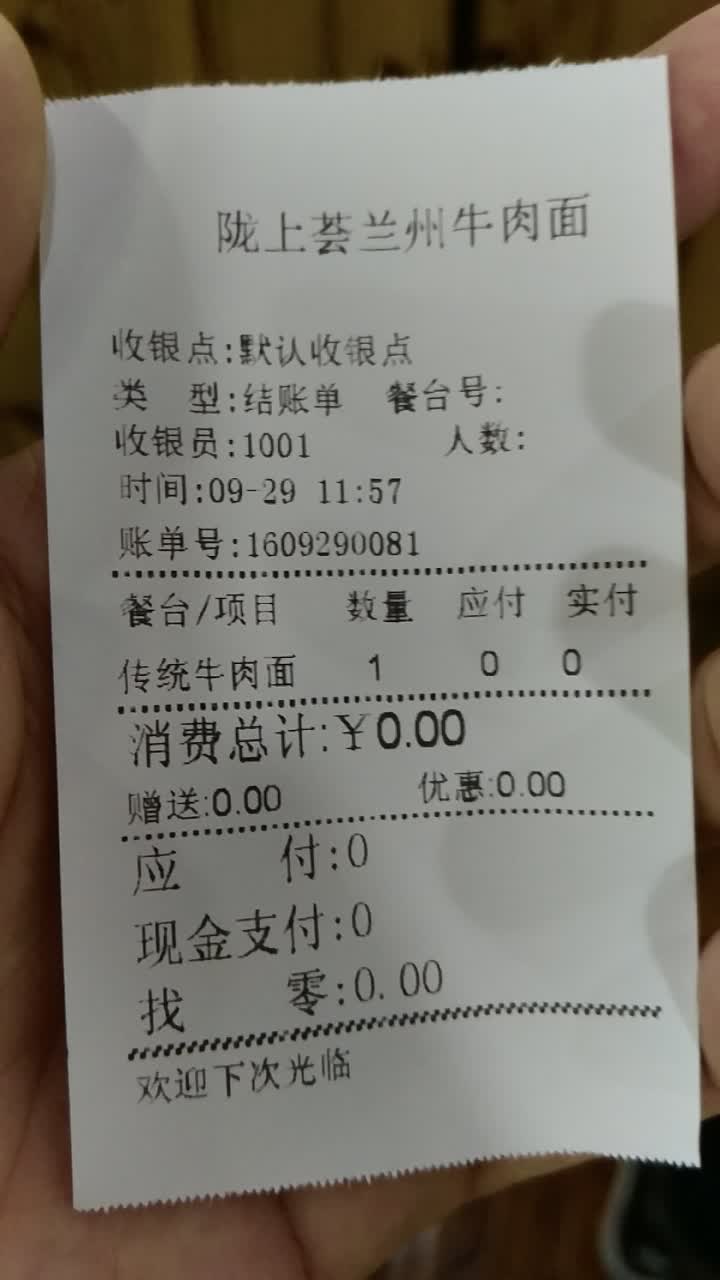 陇上荟兰州牛肉面
收银点:默认收银点
类 型:结账单 餐台号:
收银员:1001 人数:
时间:09-29 11:57
账单号:1609290081
餐台/项目 数量 应付 实付
传统牛肉面 1 0 0
消费总计:¥0.00
赠送:0.00 优惠:0.00
应 付:0
现金支付:0
找 零:0.00
欢迎下次光临